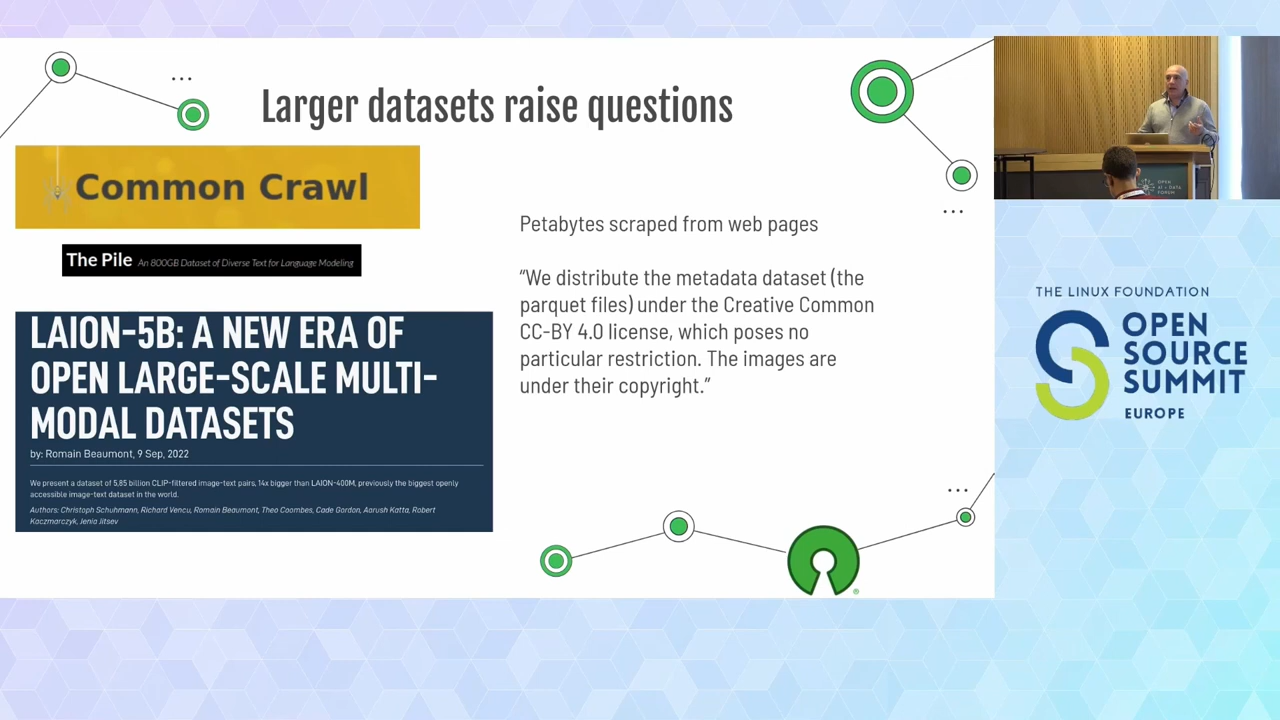 Larger datasets raise questions
Common Crawl
The Pile An 800GB Dataset of Diverse Text for Language Modeling
LAION-5B: A NEW ERA OF
OPEN LARGE-SCALE MULTI-
MODAL DATASETS
by: Romain Beaumont, 9 Sep, 2022
We present a dataset of 5,85 billion CLIP-filtered image-text pairs, 14x bigger than LAION-400M, previously the biggest openly
accessible image-text dataset in the world.
Authors: Christoph Schuhmann, Richard Vencu, Romain Beaumont, Theo Coombes, Cade Gordon, Aarush Katta, Robert
Kaczmarczyk, Jenia Jitsev
Petabytes scraped from web pages
“We distribute the metadata dataset (the
parquet files) under the Creative Common
CC-BY 4.0 license, which poses no
particular restriction. The images are
under their copyright.”
®
OPEN
AI + DATA
FORUM
THE LINUX FOUNDATION
OPEN
SOURCE
SUMMIT
EUROPE